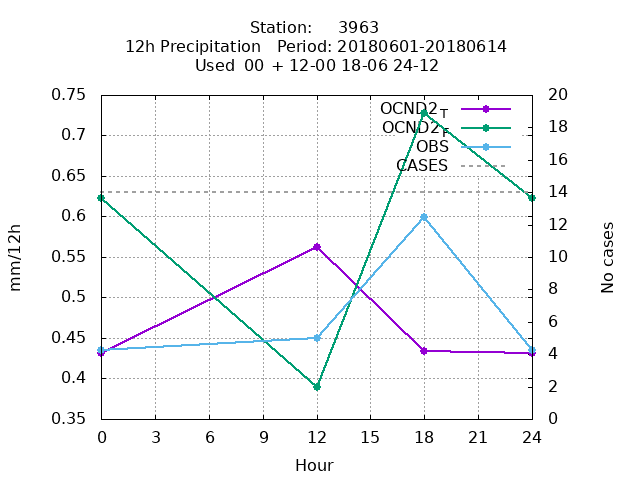 Station: 3963
12h Precipitation Period: 20180601-20180614
Used 00 + 12-00 18-06 24-12
OCND2T
OCND2F
OBS
CASES
mm/12h
0.75
0.7
0.65
0.6
0.55
0.5
0.45
0.4
0.35
20
18
16
14
12
10
8
6
4
2
0
No cases
0 3 6 9 12 15 18 21 24
Hour